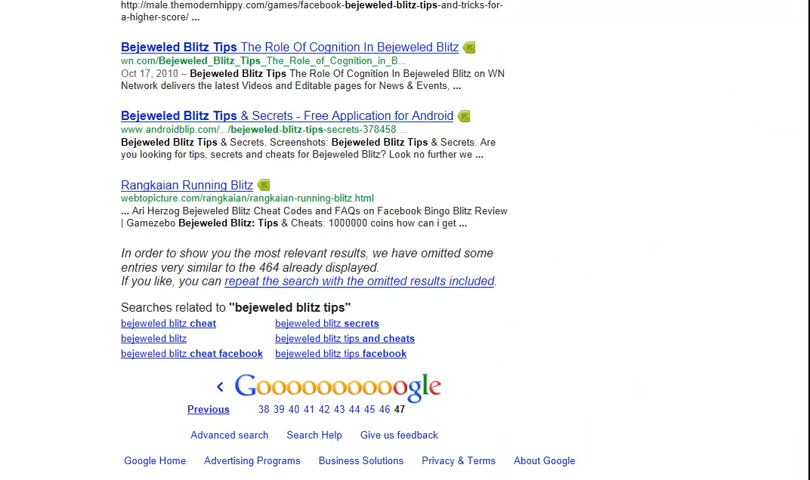 http://male.themodernhippy.com/games/facebook-bejeweled-blitz-tips-and-tricks-for-
a-higher-score/ ...
Bejeweled Blitz Tips The Role Of Cognition In Bejeweled Blitz
wn.com/Bejeweled_Blitz_Tips_The_Role_of_Cognition_in_B...
Oct 17, 2010 – Bejeweled Blitz Tips The Role Of Cognition In Bejeweled Blitz on WN
Network delivers the latest Videos and Editable pages for News & Events, ...
Bejeweled Blitz Tips & Secrets - Free Application for Android
www.androidblip.com/.../bejeweled-blitz-tips-secrets-378458....
Bejeweled Blitz Tips & Secrets. Screenshots: Bejeweled Blitz Tips & Secrets. Are
you looking for tips, secrets and cheats for Bejeweled Blitz? Look no further we ...
Rangkaian Running Blitz
webtopicture.com/rangkaian/rangkaian-running-blitz.html
... Ari Herzog Bejeweled Blitz Cheat Codes and FAQs on Facebook Bingo Blitz Review
| Gamezebo Bejeweled Blitz: Tips & Cheats: 1000000 coins how can i get ...
In order to show you the most relevant results, we have omitted some
entries very similar to the 464 already displayed.
If you like, you can repeat the search with the omitted results included.
Searches related to "bejeweled blitz tips"
bejeweled blitz cheat bejeweled blitz secrets
bejeweled blitz bejeweled blitz tips and cheats
bejeweled blitz cheat facebook bejeweled blitz tips facebook
< Goooooooooogle
Previous 38 39 40 41 42 43 44 45 46 47
Advanced search Search Help Give us feedback
Google Home Advertising Programs Business Solutions Privacy & Terms About Google